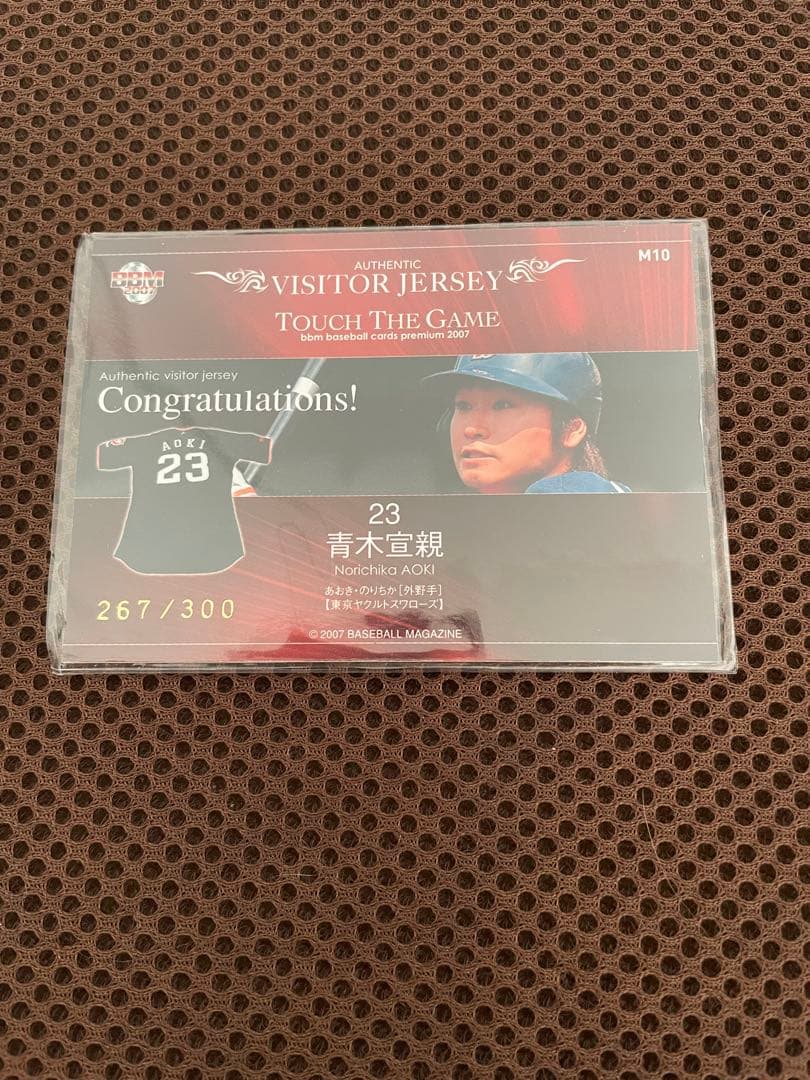 BBM
2007
AUTHENTIC
VISITOR JERSEY
M10
TOUCH THE GAME
bbm baseball cards premium 2007
Authentic visitor jersey
Congratulations!
AOKI
23
23
青木宣親
Norichika AOKI
あおき・のりちか[外野手]
【東京ヤクルトスワローズ】
267/300
© 2007 BASEBALL MAGAZINE